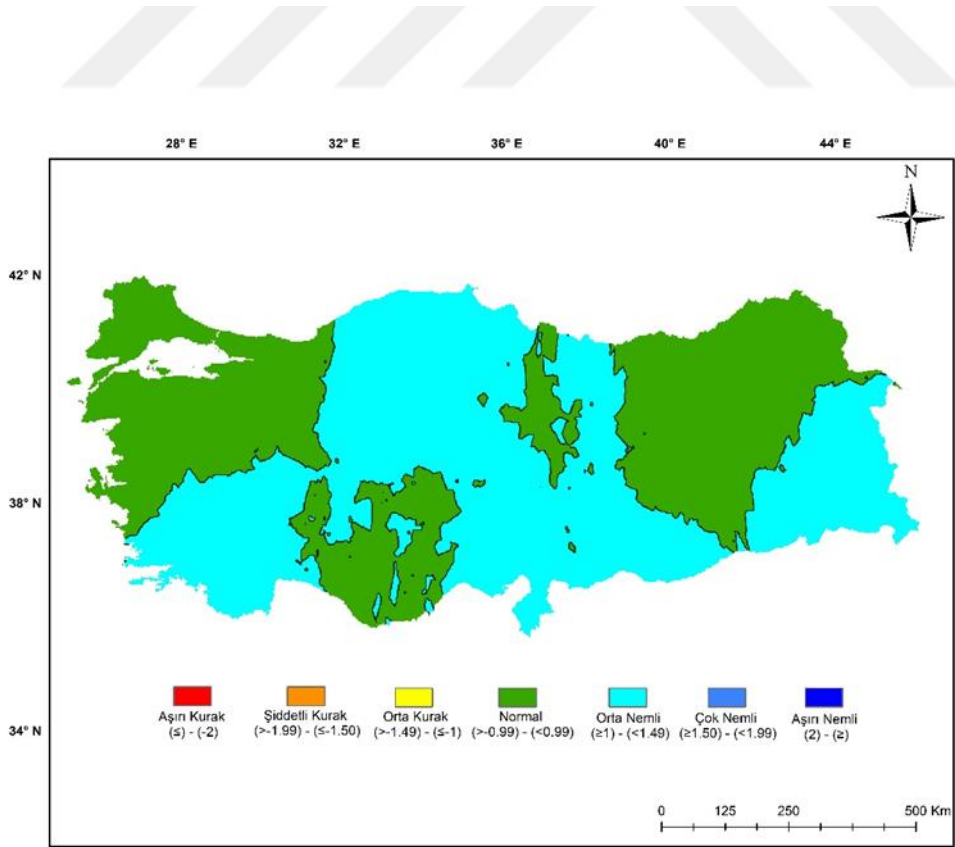 28° E 32° E 36° E 40° E 44° E
N
42° N
38° N
34° N
Aşırı Kurak
(≤) - (-2)
Şiddetli Kurak
(>-1.99) - (≤-1.50)
Orta Kurak
(>-1.49) - (≤-1)
Normal
(>-0.99) - (<0.99)
Orta Nemli
(≥1) - (<1.49)
Çok Nemli
(≥1.50) - (<1.99)
Aşırı Nemli
(2) - (≥)
0 125 250 500 Km